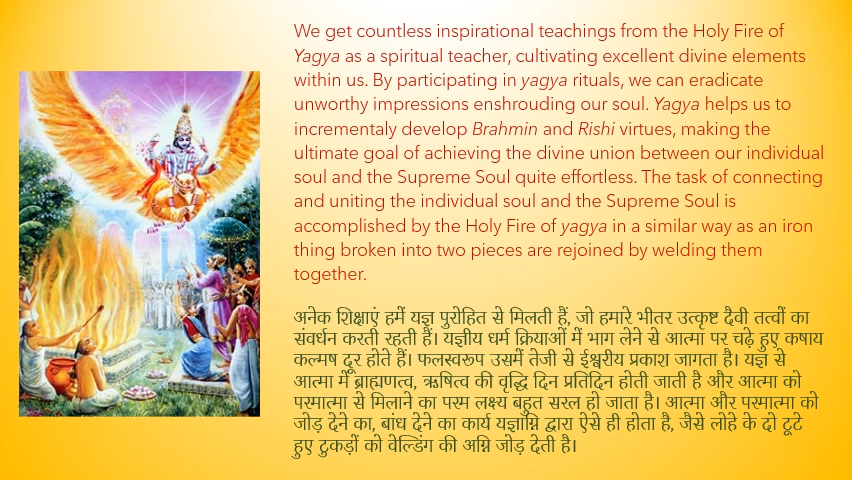 We get countless inspirational teachings from the Holy Fire of
Yagya as a spiritual teacher, cultivating excellent divine elements
within us. By participating in yagya rituals, we can eradicate
unworthy impressions enshrouding our soul. Yagya helps us to
incrementaly develop Brahmin and Rishi virtues, making the
ultimate goal of achieving the divine union between our individual
soul and the Supreme Soul quite effortless. The task of connecting
and uniting the individual soul and the Supreme Soul is
accomplished by the Holy Fire of yagya in a similar way as an iron
thing broken into two pieces are rejoined by welding them
together.
अनेक शिक्षाएं हमें यज्ञ पुरोहित से मिलती हैं, जो हमारे भीतर उत्कृष्ट दैवी तत्वों का
संवर्धन करती रहती हैं। यज्ञीय धर्म क्रियाओं में भाग लेने से आत्मा पर चढ़े हुए कषाय
कल्मष दूर होते हैं। फलस्वरूप उसमें तेजी से ईश्वरीय प्रकाश जागता है। यज्ञ से
आत्मा में ब्राह्मणत्व, ऋषित्व की वृद्धि दिन प्रतिदिन होती जाती है और आत्मा को
परमात्मा से मिलाने का परम लक्ष्य बहुत सरल हो जाता है। आत्मा और परमात्मा को
जोड़ देने का, बांध देने का कार्य यज्ञाग्नि द्वारा ऐसे ही होता है, जैसे लोहे के दो टूटे
हुए टुकड़ों को वेल्डिंग की अग्नि जोड़ देती है।